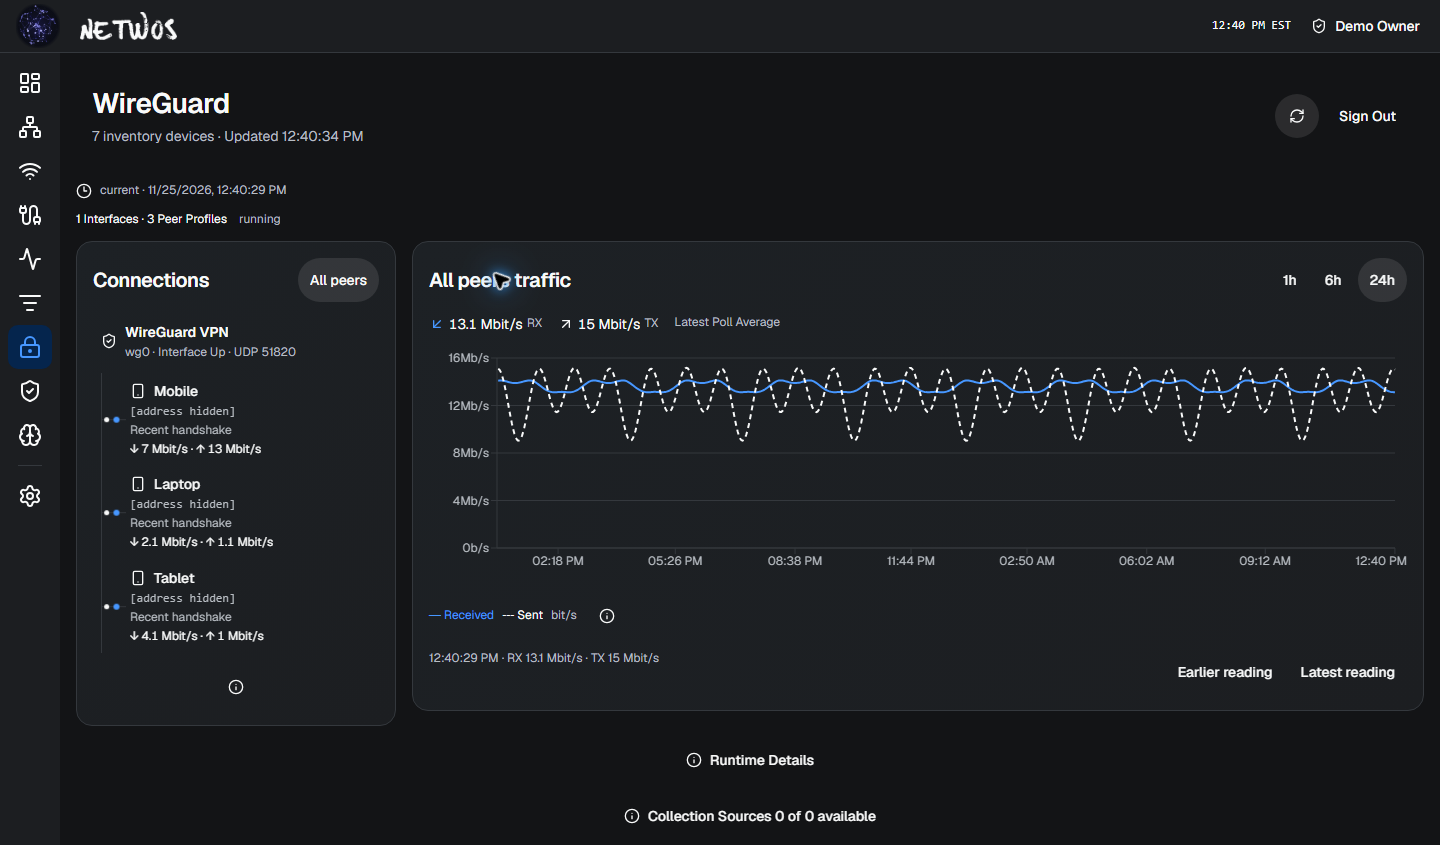 NETWOS
12:40 PM EST
Demo Owner
WireGuard
7 inventory devices · Updated 12:40:34 PM
Sign Out
current · 11/25/2026, 12:40:29 PM
1 Interfaces · 3 Peer Profiles running
Connections
All peers
WireGuard VPN
wg0 · Interface Up · UDP 51820
Mobile
[address hidden]
Recent handshake
↓ 7 Mbit/s · ↑ 13 Mbit/s
Laptop
[address hidden]
Recent handshake
↓ 2.1 Mbit/s · ↑ 1.1 Mbit/s
Tablet
[address hidden]
Recent handshake
↓ 4.1 Mbit/s · ↑ 1 Mbit/s
All peers traffic
1h 6h 24h
↙ 13.1 Mbit/s RX ↗ 15 Mbit/s TX Latest Poll Average
16Mb/s
12Mb/s
8Mb/s
4Mb/s
0b/s
02:18 PM 05:26 PM 08:38 PM 11:44 PM 02:50 AM 06:02 AM 09:12 AM 12:40 PM
— Received --- Sent bit/s
12:40:29 PM · RX 13.1 Mbit/s · TX 15 Mbit/s
Earlier reading Latest reading
Runtime Details
Collection Sources 0 of 0 available